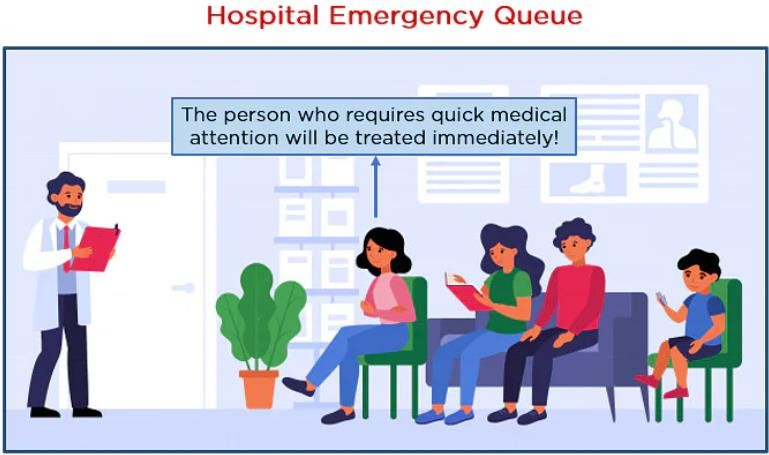 Hospital Emergency Queue
The person who requires quick medical
attention will be treated immediately!